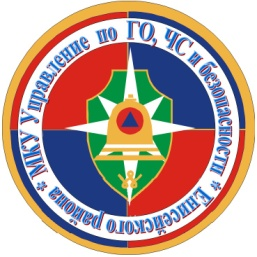 МКУ Управление по ГО, ЧС и безопасности * Енисейского района *